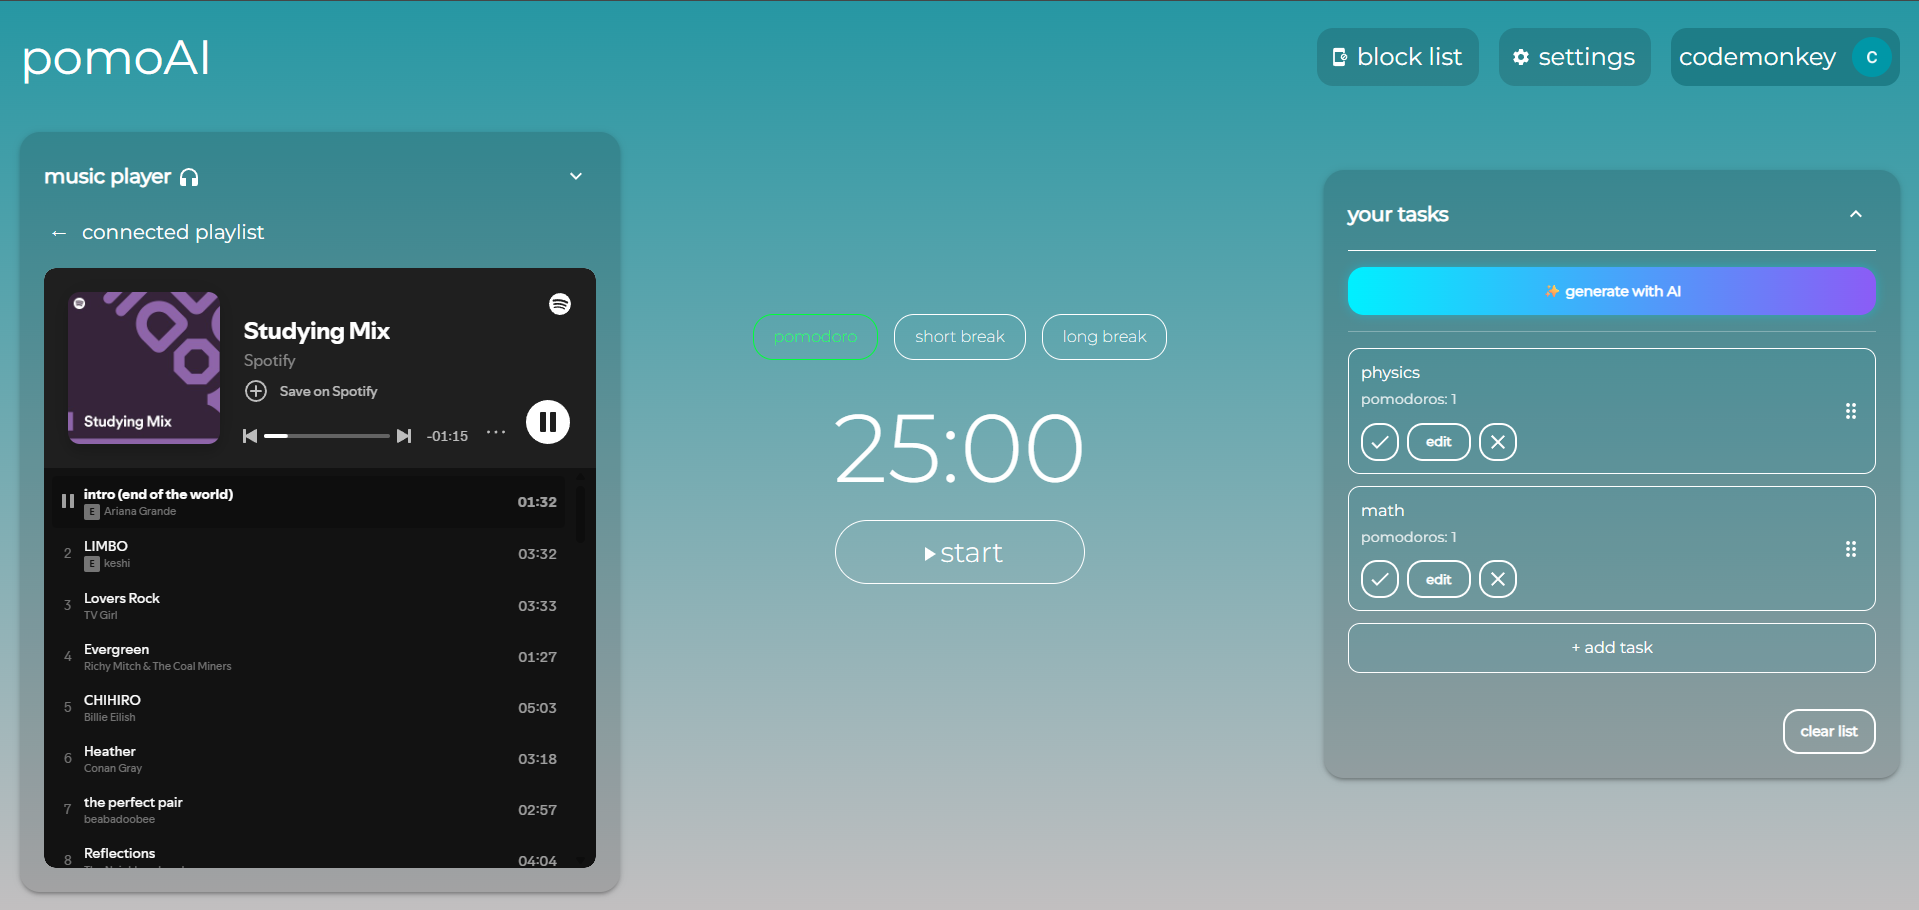 pomoAI
block list
settings
codemonkey
C
music player
← connected playlist
Studying Mix
Studying Mix
Spotify
Save on Spotify
-01:15
intro (end of the world)
E Ariana Grande
01:32
2
LIMBO
E keshi
03:32
3
Lovers Rock
TV Girl
03:33
4
Evergreen
Richy Mitch & The Coal Miners
01:27
5
CHIHIRO
Billie Eilish
05:03
6
Heather
Conan Gray
03:18
7
the perfect pair
beabadoobee
02:57
8
Reflections
04:04
pomodoro
short break
long break
25:00
start
your tasks
✨ generate with AI
physics
pomodoros: 1
edit
math
pomodoros: 1
edit
+ add task
clear list